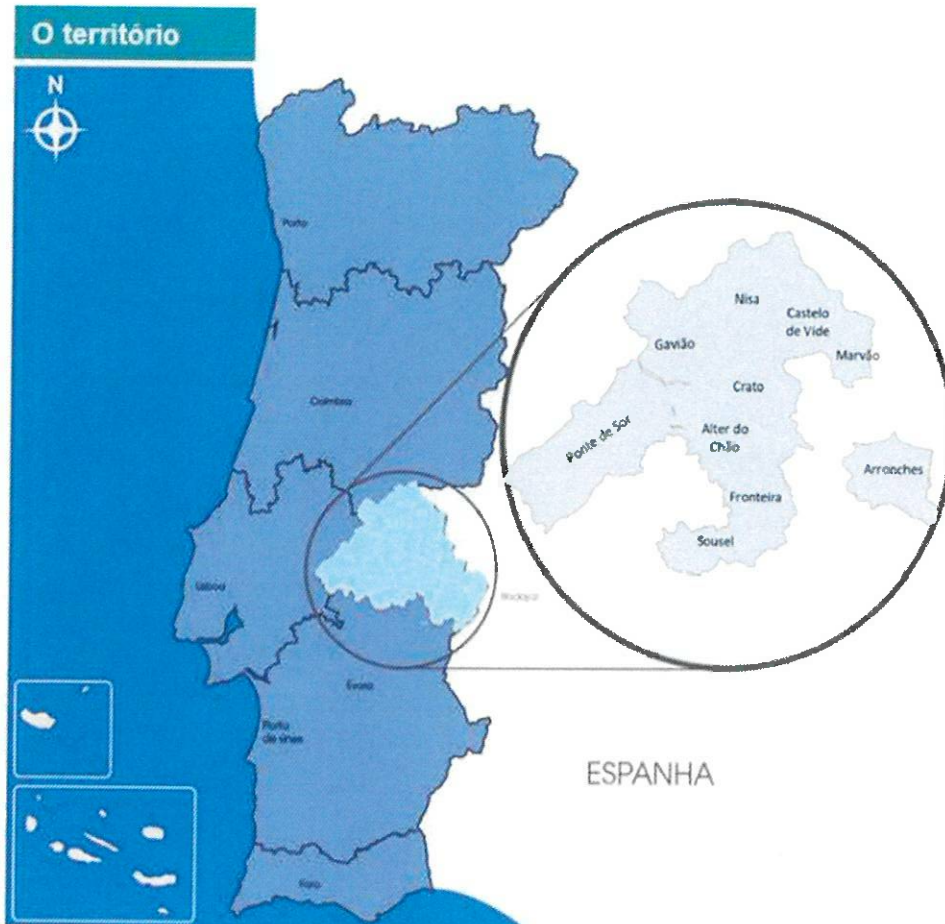 O território
N
Porto
Coimbra
Lisboa
Évora
Porto
de sines
Faro
Badajoz
ESPANHA
Nisa
Castelo
de Vide
Marvão
Gavião
Crato
Ponte de Sor
Alter do
Chão
Arronches
Fronteira
Sousel